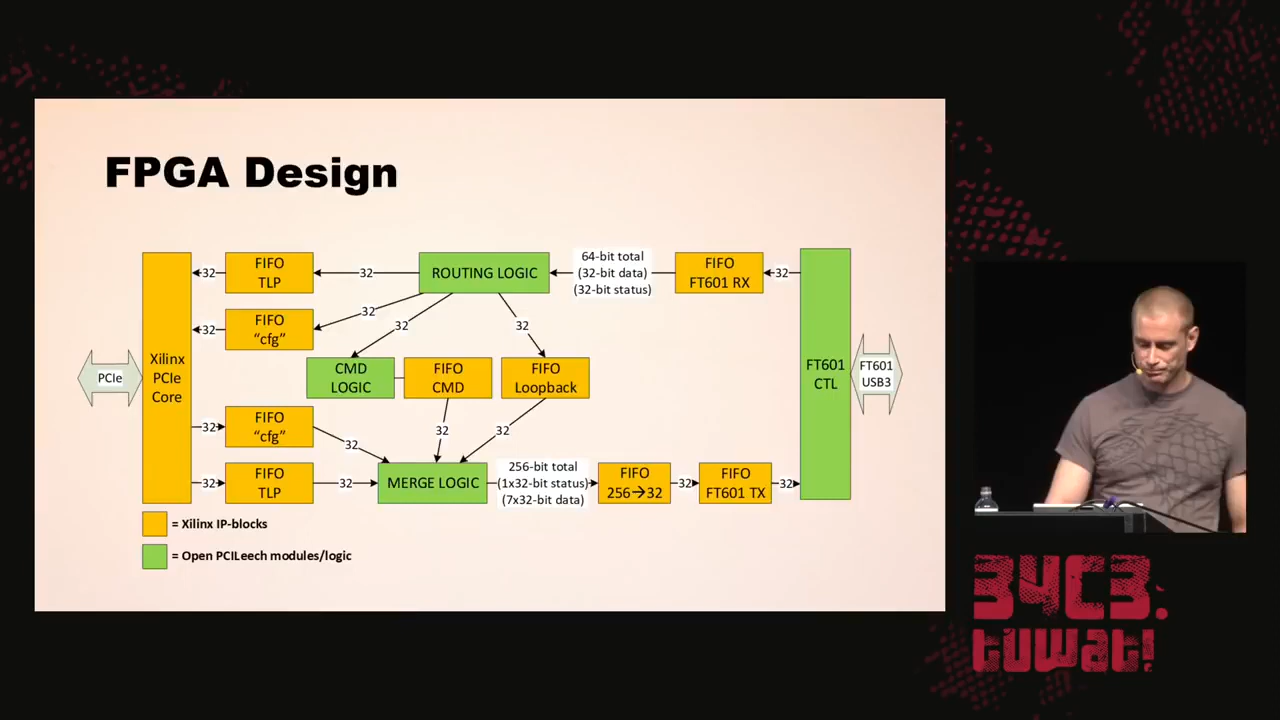 FPGA Design
FIFO
TLP
32
32
ROUTING LOGIC
64-bit total
(32-bit data)
(32-bit status)
FIFO
FT601 RX
32
FIFO
"cfg"
32
32
32
32
Xilinx
PCIe
Core
PCIe
CMD
LOGIC
FIFO
CMD
FIFO
Loopback
FT601
CTL
FT601
USB3
32
FIFO
"cfg"
32
32
32
32
FIFO
TLP
32
MERGE LOGIC
256-bit total
(1x32-bit status)
(7x32-bit data)
FIFO
256→32
32
FIFO
FT601 TX
32
= Xilinx IP-blocks
= Open PCILeech modules/logic
34C3.
tuwat!